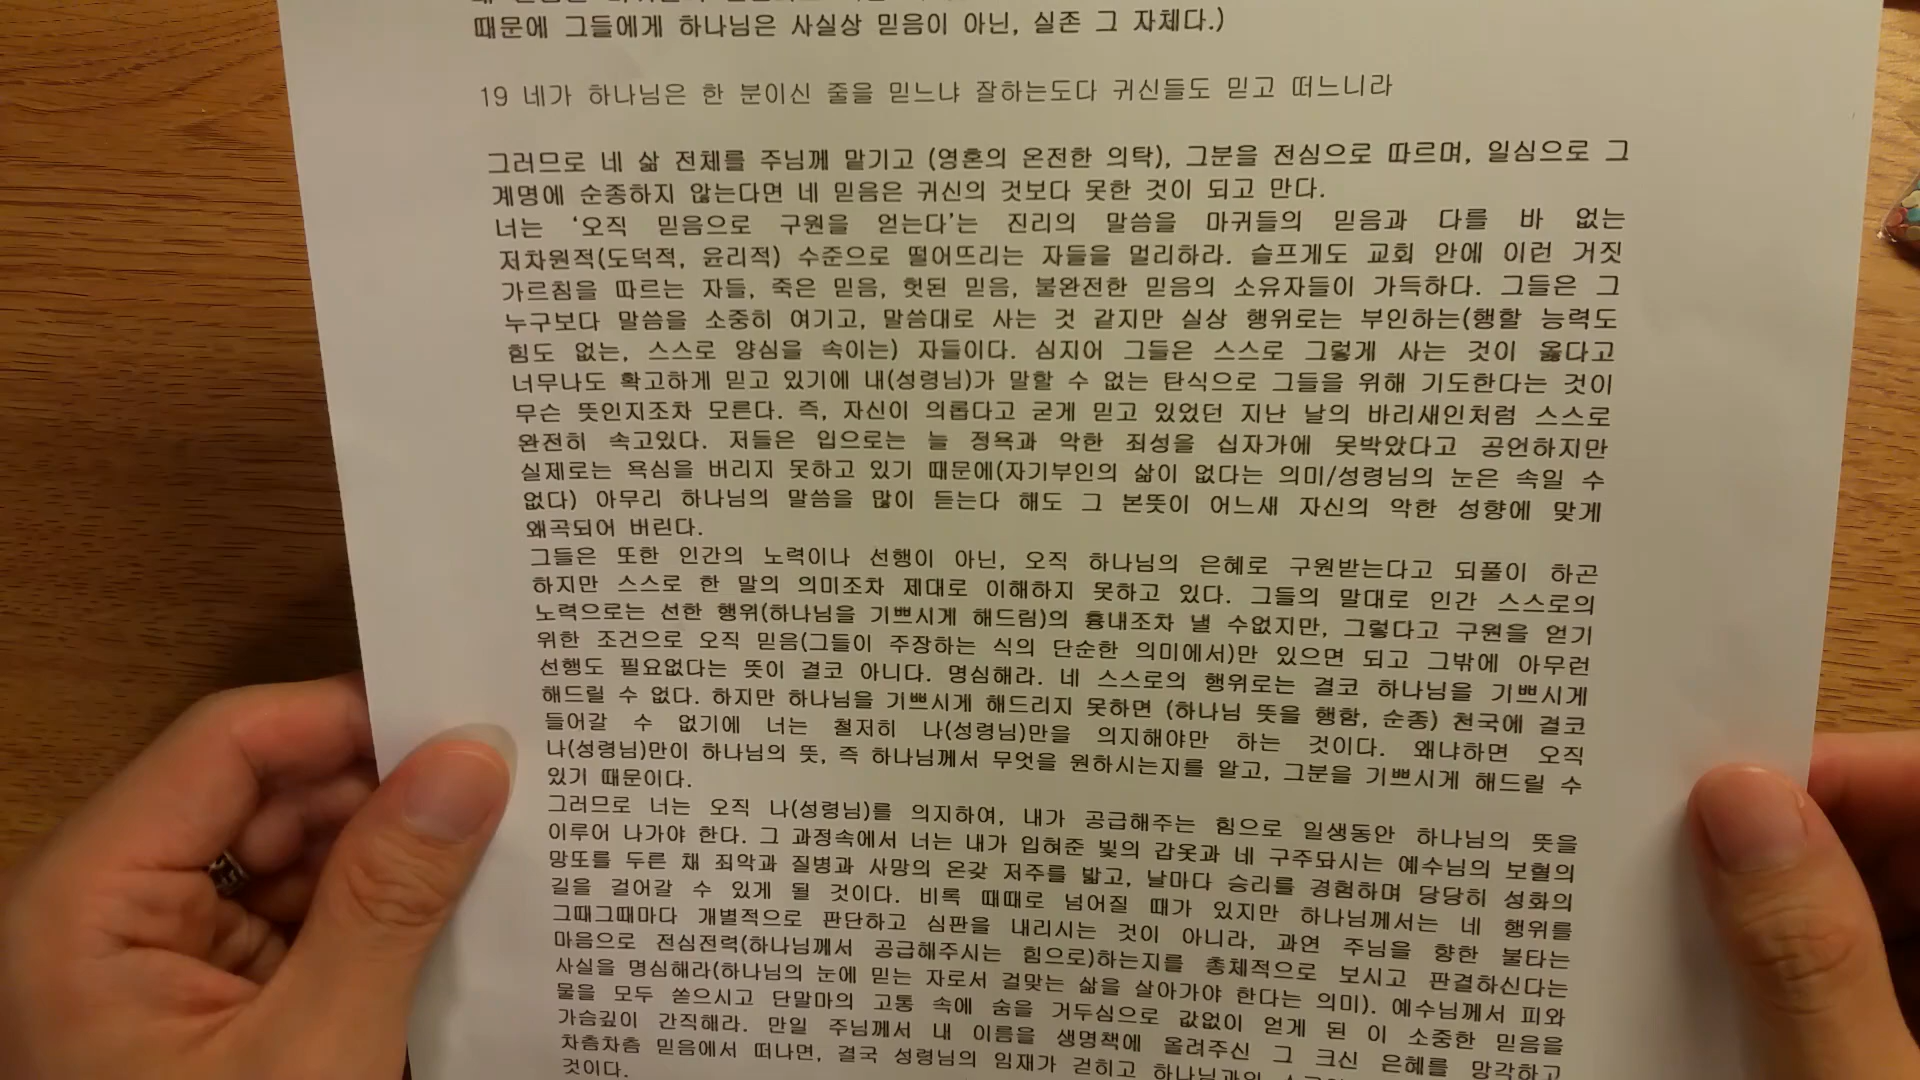 때문에 그들에게 하나님은 사실상 믿음이 아닌, 실존 그 자체다.)
19 네가 하나님은 한 분이신 줄을 믿느냐 잘하는도다 귀신들도 믿고 떠느니라
그러므로 네 삶 전체를 주님께 맡기고 (영혼의 온전한 의탁), 그분을 전심으로 따르며, 일심으로 그
계명에 순종하지 않는다면 네 믿음은 귀신의 것보다 못한 것이 되고 만다.
너는 ‘오직 믿음으로 구원을 얻는다’는 진리의 말씀을 마귀들의 믿음과 다를 바 없는
저차원적(도덕적, 윤리적) 수준으로 떨어뜨리는 자들을 멀리하라. 슬프게도 교회 안에 이런 거짓
가르침을 따르는 자들, 죽은 믿음, 헛된 믿음, 불완전한 믿음의 소유자들이 가득하다. 그들은 그
누구보다 말씀을 소중히 여기고, 말씀대로 사는 것 같지만 실상 행위로는 부인하는(행할 능력도
힘도 없는, 스스로 양심을 속이는) 자들이다. 심지어 그들은 스스로 그렇게 사는 것이 옳다고
너무나도 확고하게 믿고 있기에 내(성령님)가 말할 수 없는 탄식으로 그들을 위해 기도한다는 것이
무슨 뜻인지조차 모른다. 즉, 자신이 의롭다고 굳게 믿고 있었던 지난 날의 바리새인처럼 스스로
완전히 속고있다. 저들은 입으로는 늘 정욕과 악한 죄성을 십자가에 못박았다고 공언하지만
실제로는 욕심을 버리지 못하고 있기 때문에(자기부인의 삶이 없다는 의미/성령님의 눈은 속일 수
없다) 아무리 하나님의 말씀을 많이 듣는다 해도 그 본뜻이 어느새 자신의 악한 성향에 맞게
왜곡되어 버린다.
그들은 또한 인간의 노력이나 선행이 아닌, 오직 하나님의 은혜로 구원받는다고 되풀이 하곤
하지만 스스로 한 말의 의미조차 제대로 이해하지 못하고 있다. 그들의 말대로 인간 스스로의
노력으로는 선한 행위(하나님을 기쁘시게 해드림)의 흉내조차 낼 수없지만, 그렇다고 구원을 얻기
위한 조건으로 오직 믿음(그들이 주장하는 식의 단순한 의미에서)만 있으면 되고 그밖에 아무런
선행도 필요없다는 뜻이 결코 아니다. 명심해라. 네 스스로의 행위로는 결코 하나님을 기쁘시게
해드릴 수 없다. 하지만 하나님을 기쁘시게 해드리지 못하면 (하나님 뜻을 행함, 순종) 천국에 결코
들어갈 수 없기에 너는 철저히 나(성령님)만을 의지해야만 하는 것이다. 왜냐하면 오직
나(성령님)만이 하나님의 뜻, 즉 하나님께서 무엇을 원하시는지를 알고, 그분을 기쁘시게 해드릴 수
있기 때문이다.
그러므로 너는 오직 나(성령님)를 의지하여, 내가 공급해주는 힘으로 일생동안 하나님의 뜻을
이루어 나가야 한다. 그 과정속에서 너는 내가 입혀준 빛의 갑옷과 네 구주돠시는 예수님의 보혈의
망또를 두른 채 죄악과 질병과 사망의 온갖 저주를 밟고, 날마다 승리를 경험하며 당당히 성화의
길을 걸어갈 수 있게 될 것이다. 비록 때때로 넘어질 때가 있지만 하나님께서는 네 행위를
그때그때마다 개별적으로 판단하고 심판을 내리시는 것이 아니라, 과연 주님을 향한 불타는
마음으로 전심전력(하나님께서 공급해주시는 힘으로)하는지를 총체적으로 보시고 판결하신다는
사실을 명심해라(하나님의 눈에 믿는 자로서 걸맞는 삶을 살아가야 한다는 의미). 예수님께서 피와
물을 모두 쏟으시고 단말마의 고통 속에 숨을 거두심으로 값없이 얻게 된 이 소중한 믿음을
가슴깊이 간직해라. 만일 주님께서 내 이름을 생명책에 올려주신 그 크신 은혜를 망각하고
차츰차츰 믿음에서 떠나면, 결국 성령님의 임재가 걷히고 하나님과의
것이다.